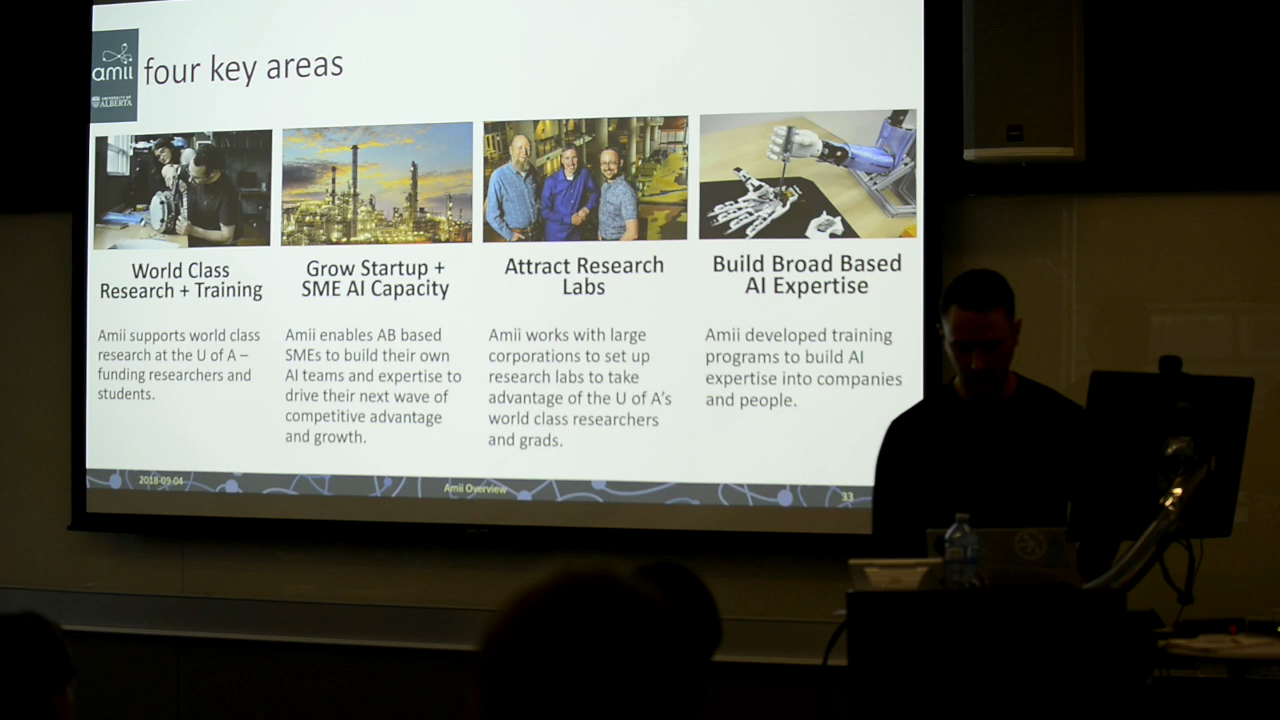 amii
UNIVERSITY OF
ALBERTA
four key areas
World Class
Research + Training
Amii supports world class
research at the U of A –
funding researchers and
students.
Grow Startup +
SME AI Capacity
Amii enables AB based
SMEs to build their own
AI teams and expertise to
drive their next wave of
competitive advantage
and growth.
Attract Research
Labs
Amii works with large
corporations to set up
research labs to take
advantage of the U of A’s
world class researchers
and grads.
Build Broad Based
AI Expertise
Amii developed training
programs to build AI
expertise into companies
and people.
2018-09-04
Amii Overview
33